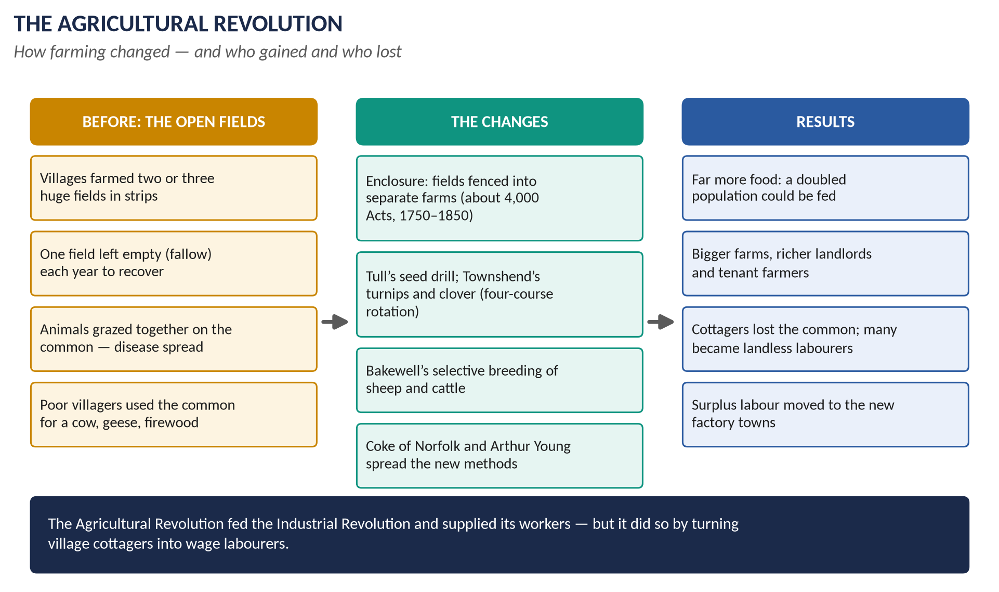 THE AGRICULTURAL REVOLUTION
How farming changed — and who gained and who lost
BEFORE: THE OPEN FIELDS
Villages farmed two or three
huge fields in strips
One field left empty (fallow)
each year to recover
Animals grazed together on the
common — disease spread
Poor villagers used the common
for a cow, geese, firewood
THE CHANGES
Enclosure: fields fenced into
separate farms (about 4,000
Acts, 1750–1850)
Tull’s seed drill; Townshend’s
turnips and clover (four-course
rotation)
Bakewell’s selective breeding of
sheep and cattle
Coke of Norfolk and Arthur Young
spread the new methods
RESULTS
Far more food: a doubled
population could be fed
Bigger farms, richer landlords
and tenant farmers
Cottagers lost the common; many
became landless labourers
Surplus labour moved to the new
factory towns
The Agricultural Revolution fed the Industrial Revolution and supplied its workers — but it did so by turning
village cottagers into wage labourers.